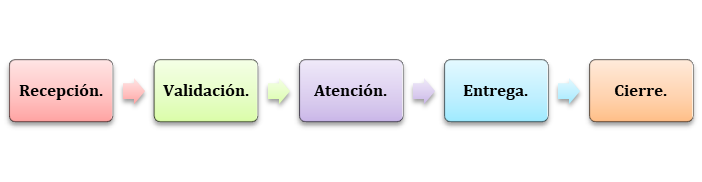 Recepción.
Validación.
Atención.
Entrega.
Cierre.